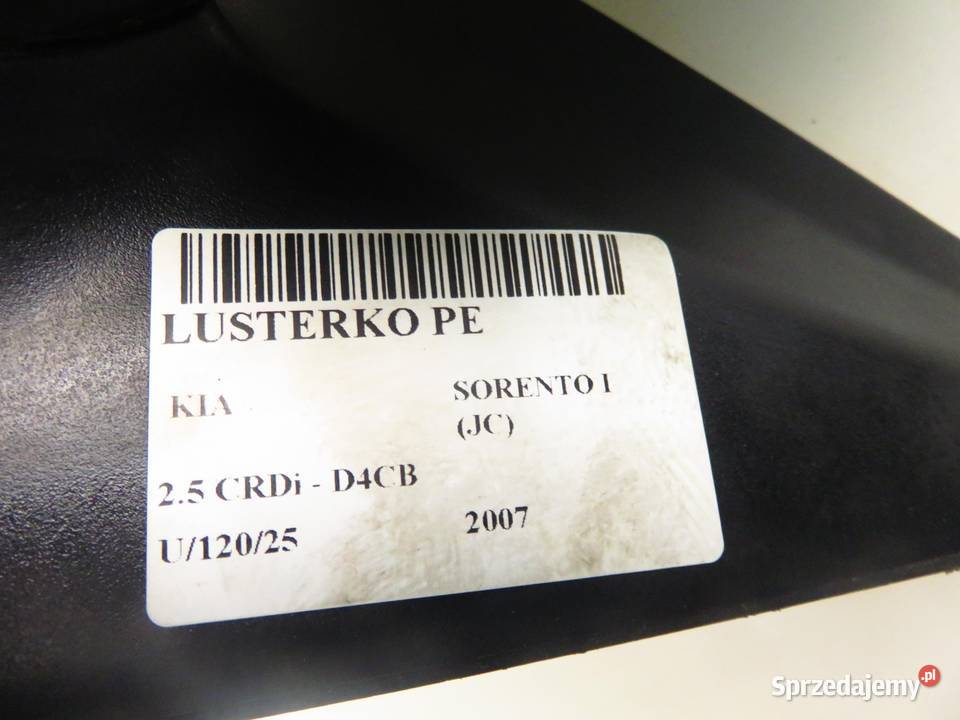 LUSTERKO PE
KIA
SORENTO I
(JC)
2.5 CRDi - D4CB
U/120/25
2007
Sprzedajemy.pl